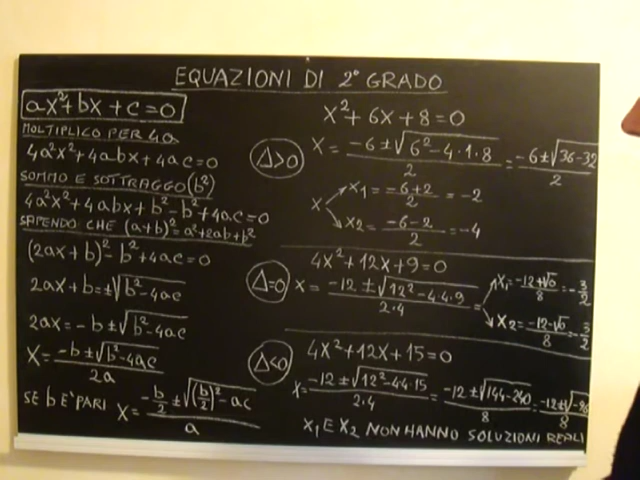 EQUAZIONI DI 2° GRADO
ax²+bx+c=0
MOLTIPLICO PER 4a
4a²x²+4abx+4ac=0
SOMMO E SOTTRAGGO (b²)
4a²x²+4abx+b²-b²+4ac=0
SAPENDO CHE (a+b)²=a²+2ab+b²
(2ax+b)²-b²+4ac=0
2ax+b=±√b²-4ac
2ax=-b±√b²-4ac
x=-b±√b²-4ac/2a
SE b E' PARI x=-b/2±√(b/2)²-ac/a
x²+6x+8=0
Δ>0 x=-6±√6²-4·1·8/2=-6±√36-32/2
x x₁=-6+2/2=-2
x₂=-6-2/2=-4
4x²+12x+9=0
Δ=0 x=-12±√12²-4·4·9/2·4= x₁=-12+√0/8=-3/2
x₂=-12-√0/8=-3/2
4x²+12x+15=0
Δ<0 x=-12±√12²-4·4·15/2·4=-12±√144-240/8=-12±√-96/8
x₁ E x₂ NON HANNO SOLUZIONI REALI